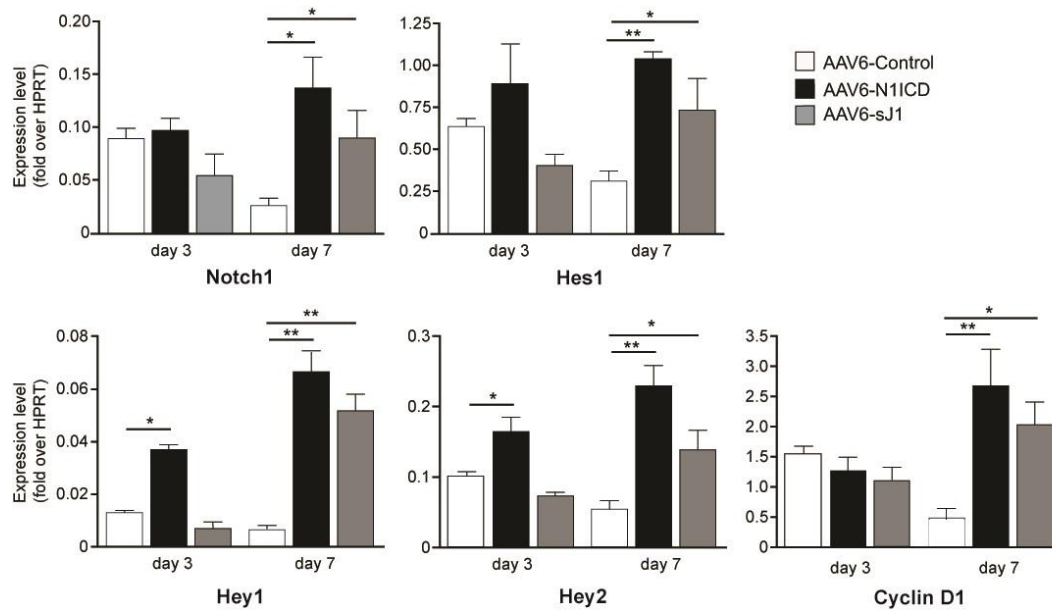 Expression level
(fold over HPRT)
0.20
0.15
0.10
0.05
0
*
*
day 3
day 7
Notch1
1.25
1.00
0.75
0.50
0.25
0
*
**
day 3
day 7
Hes1
AAV6-Control
AAV6-N1ICD
AAV6-sJ1
Expression level
(fold over HPRT)
0.08
0.06
0.04
0.02
0
*
**
**
day 3
day 7
Hey1
0.3
0.2
0.1
0
*
*
**
day 3
day 7
Hey2
3.5
3.0
2.5
2.0
1.5
1.0
0.5
0
*
**
day 3
day 7
Cyclin D1